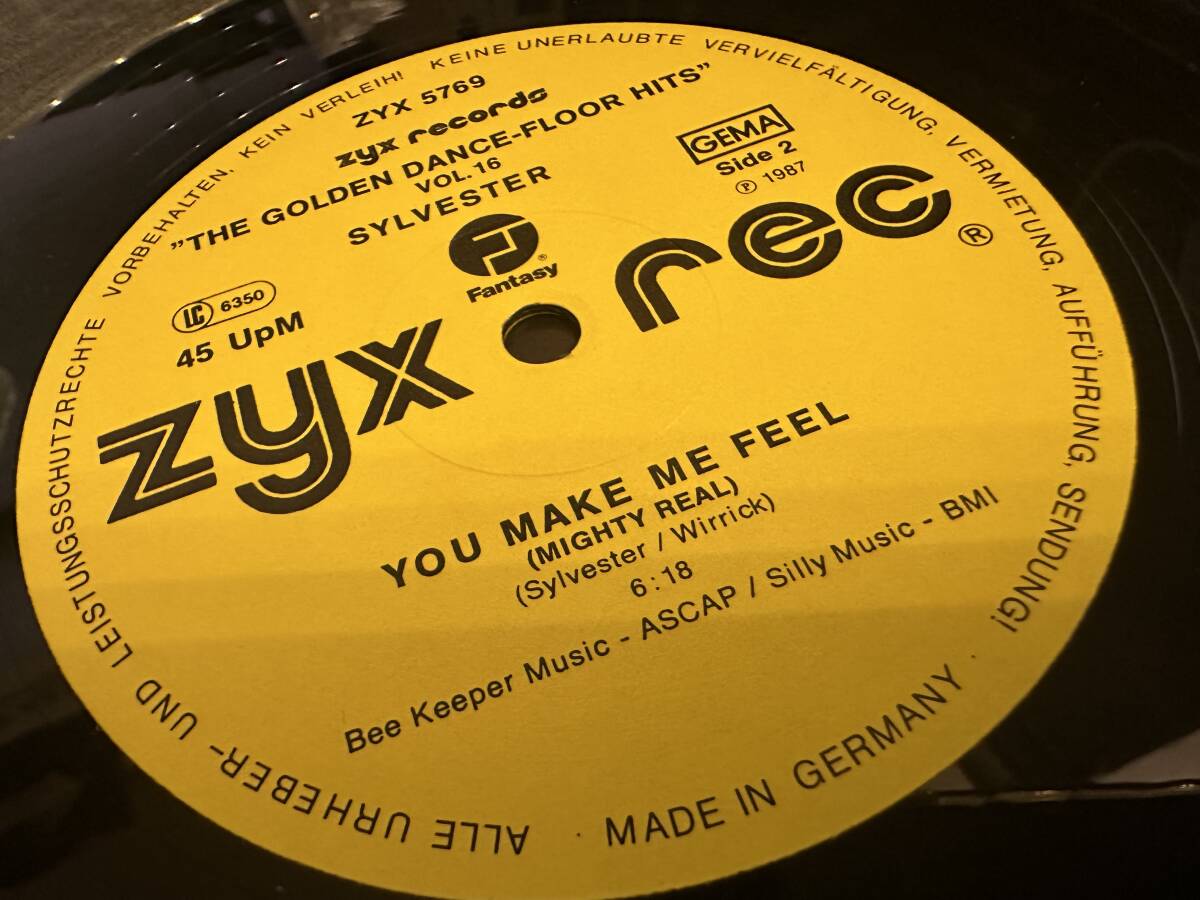 ALLE URHEBER- UND LEISTUNGSSCHUTZRECHTE VORBEHALTEN, KEIN VERLEIH! KEINE UNERLAUBTE VERVIELFÄLTIGUNG, VERMIETUNG, AUFFÜHRUNG, SENDUNG!
ZYX 5769
zyx records
"THE GOLDEN DANCE-FLOOR HITS"
VOL. 16
SYLVESTER
GEMA
Side 2
℗ 1987
Fantasy®
LC 6350
45 UpM
zyx • rec®
YOU MAKE ME FEEL
(MIGHTY REAL)
(Sylvester / Wirrick)
6:18
Bee Keeper Music - ASCAP / Silly Music - BMI
· MADE IN GERMANY ·